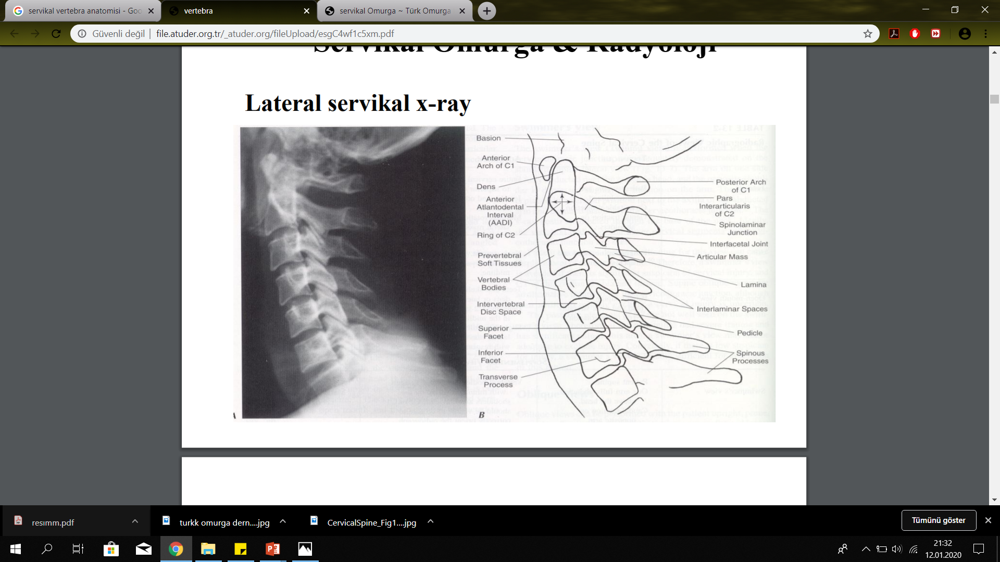 servikal vertebra anatomisi - Goo
vertebra
servikal Omurga ~ Türk Omurga
Güvenli değil
file.atuder.org.tr/_atuder.org/fileUpload/esgC4wf1c5xm.pdf
Servikal Omurga & Radyoloji
Lateral servikal x-ray
Basion
Anterior
Arch of C1
Dens
Anterior
Atlantodental
Interval
(AADI)
Ring of C2
Prevertebral
Soft Tissues
Vertebral
Bodies
Intervertebral
Disc Space
Superior
Facet
Inferior
Facet
Transverse
Process
Posterior Arch
of C1
Pars
Interarticularis
of C2
Spinolaminar
Junction
Interfacetal Joint
Articular Mass
Lamina
Interlaminar Spaces
Pedicle
Spinous
Processes
B
resımm.pdf
turkk omurga dern....jpg
CervicalSpine_Fig1....jpg
Tümünü göster
21:32
12.01.2020